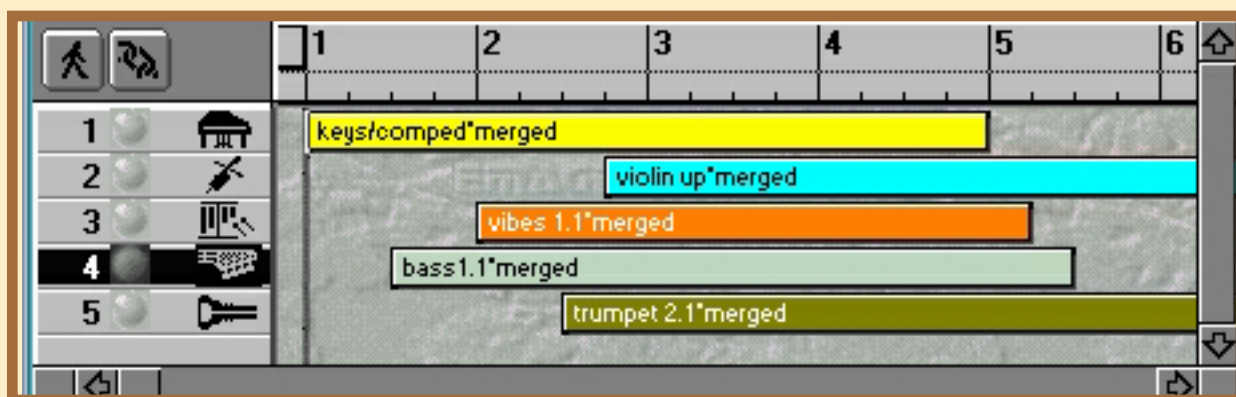 1 2 3 4 5 6
1 keys/comped*merged
2 violin up*merged
3 vibes 1.1*merged
4 bass1.1*merged
5 trumpet 2.1*merged